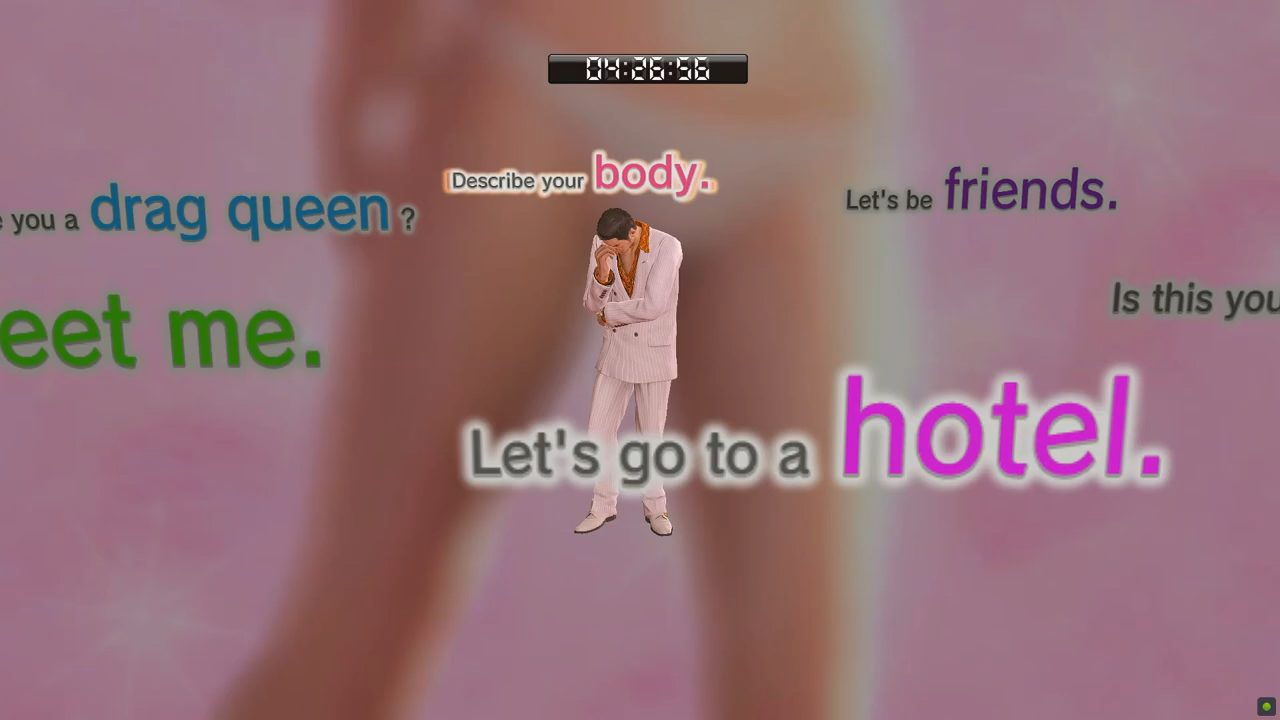 04:26:56
Describe your body.
e you a drag queen ?
Let's be friends.
Is this you
eet me.
Let's go to a hotel.